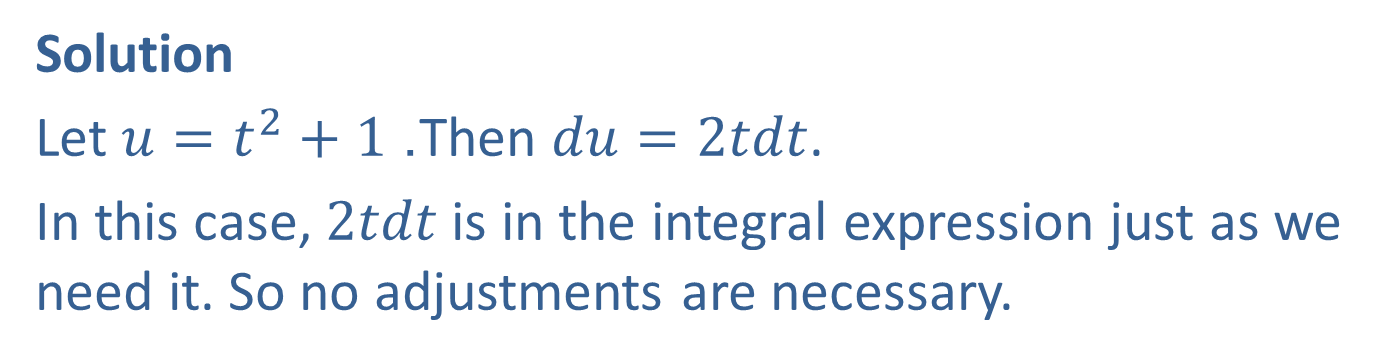 Solution
Let 𝑢 = 𝑡² + 1 .Then 𝑑𝑢 = 2𝑡𝑑𝑡.
In this case, 2𝑡𝑑𝑡 is in the integral expression just as we
need it. So no adjustments are necessary.